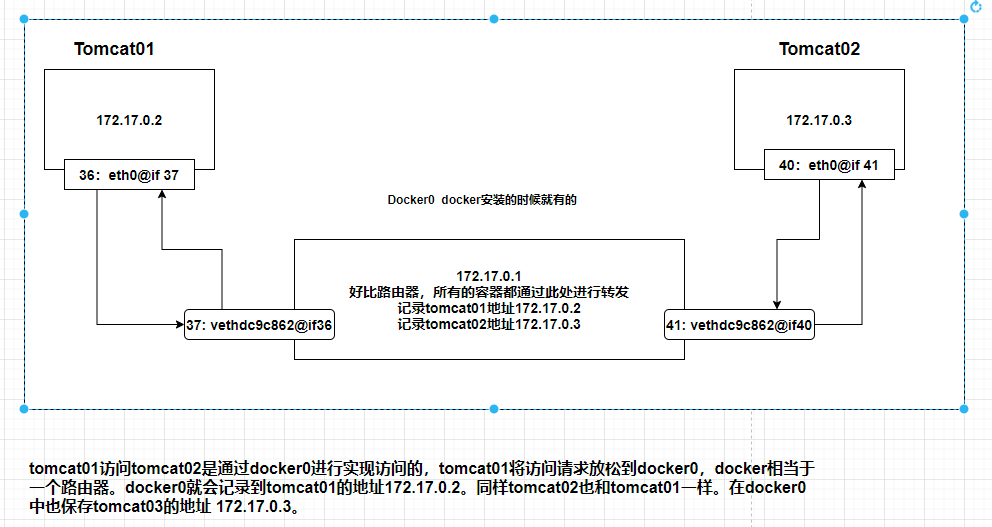 Tomcat01
Tomcat02
172.17.0.2
172.17.0.3
36：eth0@if 37
40：eth0@if 41
Docker0 docker安装的时候就有的
172.17.0.1
好比路由器，所有的容器都通过此处进行转发
记录tomcat01地址172.17.0.2
记录tomcat02地址172.17.0.3
37: vethdc9c862@if36
41: vethdc9c862@if40
tomcat01访问tomcat02是通过docker0进行实现访问的，tomcat01将访问请求放松到docker0，docker相当于
一个路由器。docker0就会记录到tomcat01的地址172.17.0.2。同样tomcat02也和tomcat01一样。在docker0
中也保存tomcat03的地址 172.17.0.3。